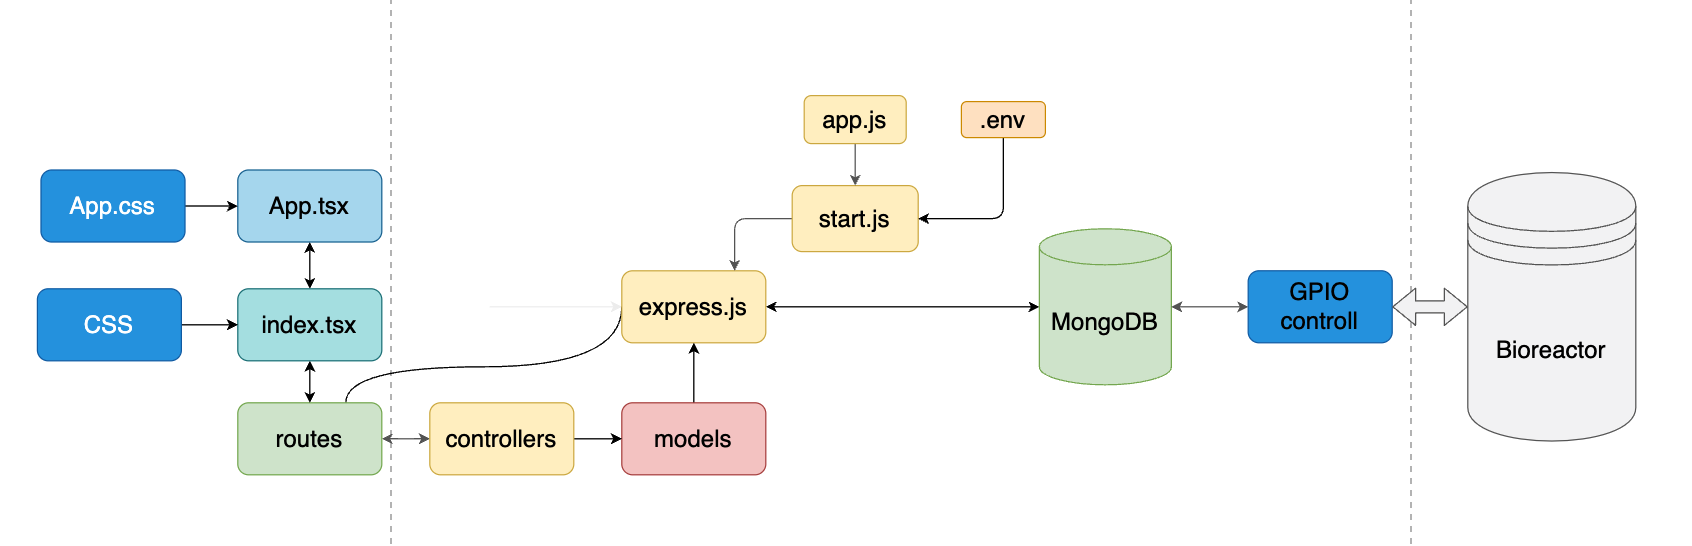 app.js
.env
App.css
App.tsx
start.js
CSS
index.tsx
express.js
MongoDB
GPIO
controll
Bioreactor
routes
controllers
models